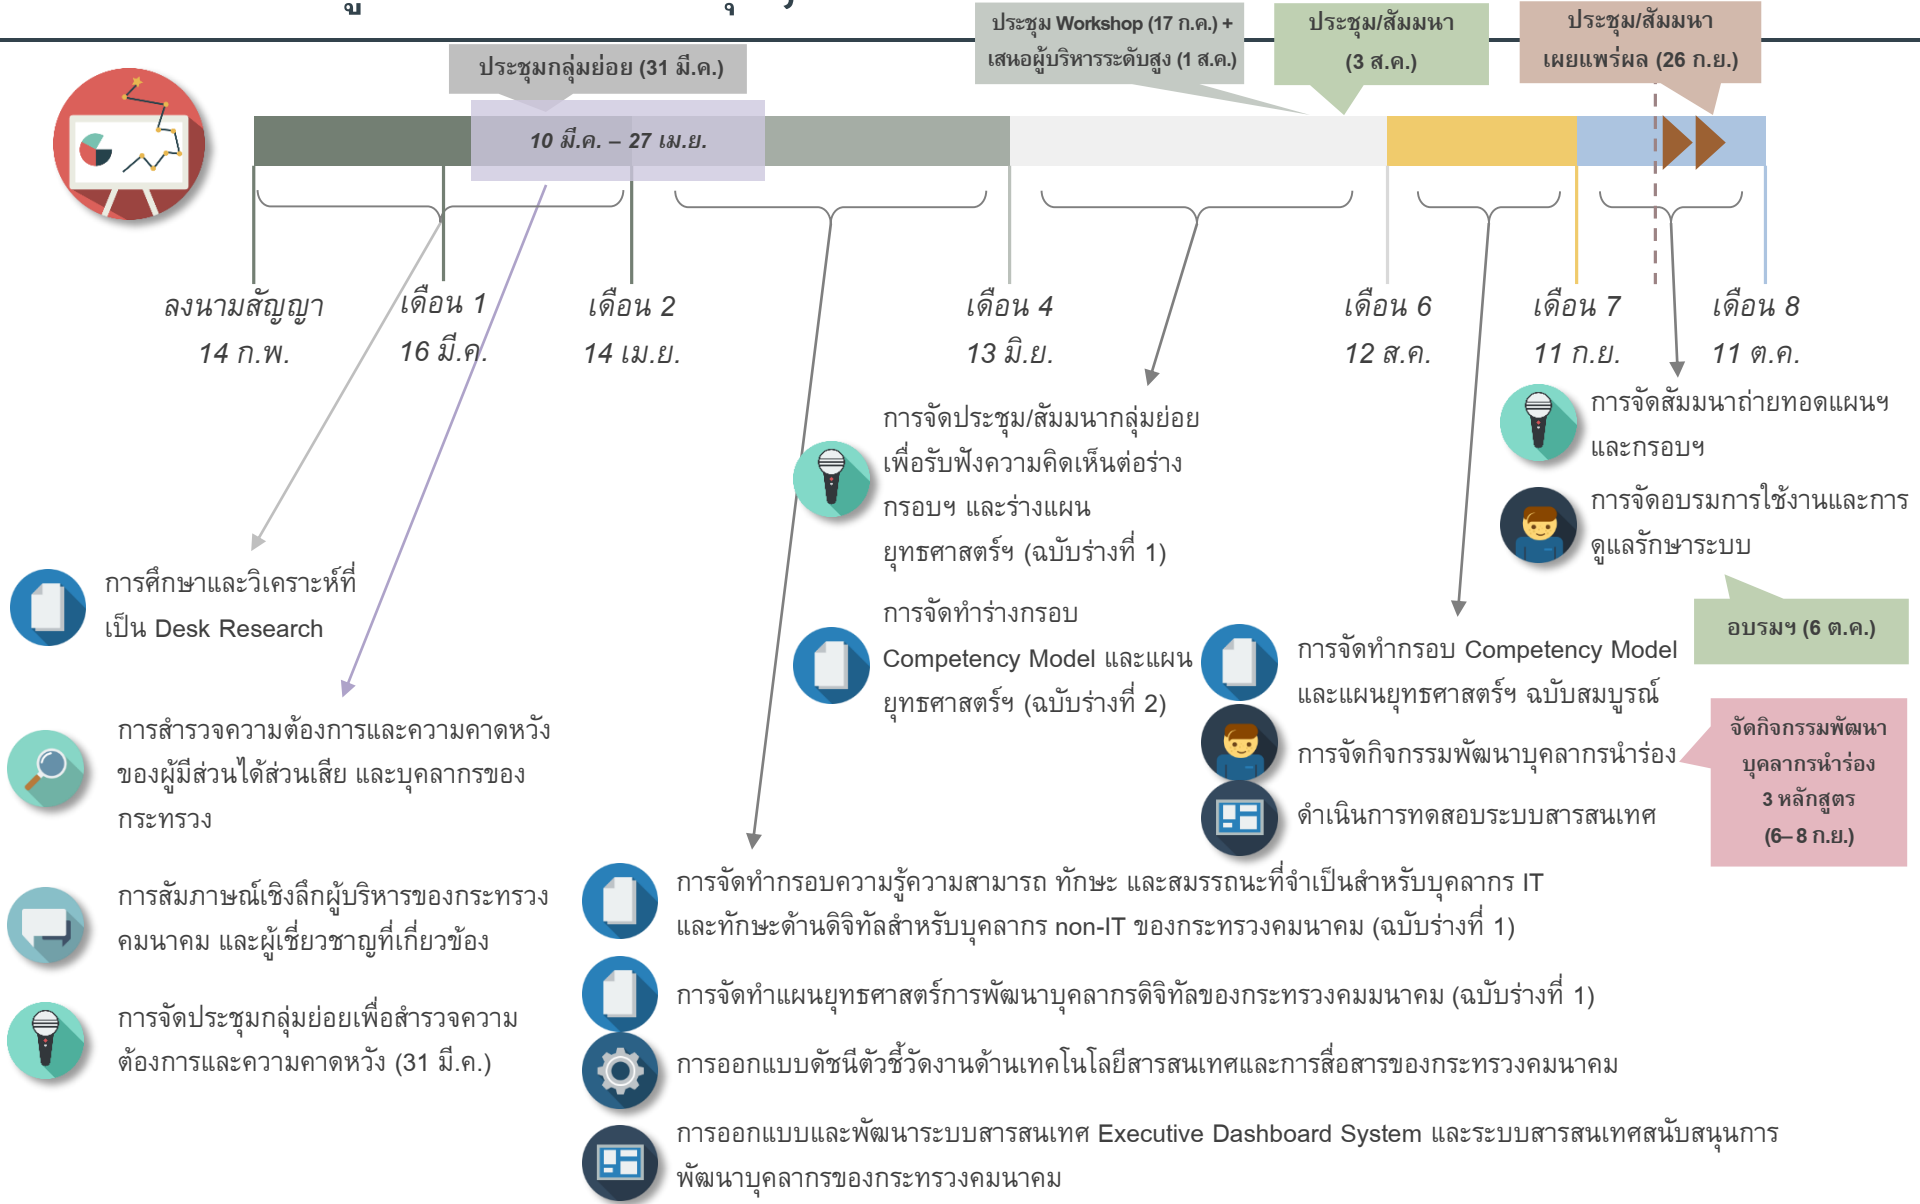 ประชุม Workshop (17 ก.ค.) +
เสนอผู้บริหารระดับสูง (1 ส.ค.)
ประชุม/สัมมนา
(3 ส.ค.)
ประชุม/สัมมนา
เผยแพร่ผล (26 ก.ย.)
ประชุมกลุ่มย่อย (31 มี.ค.)
10 มี.ค. – 27 เม.ย.
ลงนามสัญญา
14 ก.พ.
เดือน 1
16 มี.ค.
เดือน 2
14 เม.ย.
เดือน 4
13 มิ.ย.
เดือน 6
12 ส.ค.
เดือน 7
11 ก.ย.
เดือน 8
11 ต.ค.
การศึกษาและวิเคราะห์ที่
เป็น Desk Research
การสำรวจความต้องการและความคาดหวัง
ของผู้มีส่วนได้ส่วนเสีย และบุคลากรของ
กระทรวง
การสัมภาษณ์เชิงลึกผู้บริหารของกระทรวง
คมนาคม และผู้เชี่ยวชาญที่เกี่ยวข้อง
การจัดประชุมกลุ่มย่อยเพื่อสำรวจความ
ต้องการและความคาดหวัง (31 มี.ค.)
การจัดประชุม/สัมมนากลุ่มย่อย
เพื่อรับฟังความคิดเห็นต่อร่าง
กรอบฯ และร่างแผน
ยุทธศาสตร์ฯ (ฉบับร่างที่ 1)
การจัดทำร่างกรอบ
Competency Model และแผน
ยุทธศาสตร์ฯ (ฉบับร่างที่ 2)
การจัดสัมมนาถ่ายทอดแผนฯ
และกรอบฯ
การจัดอบรมการใช้งานและการ
ดูแลรักษาระบบ
อบรมฯ (6 ต.ค.)
การจัดทำกรอบ Competency Model
และแผนยุทธศาสตร์ฯ ฉบับสมบูรณ์
การจัดกิจกรรมพัฒนาบุคลากรนำร่อง
ดำเนินการทดสอบระบบสารสนเทศ
จัดกิจกรรมพัฒนา
บุคลากรนำร่อง
3 หลักสูตร
(6– 8 ก.ย.)
การจัดทำกรอบความรู้ความสามารถ ทักษะ และสมรรถนะที่จำเป็นสำหรับบุคลากร IT
และทักษะด้านดิจิทัลสำหรับบุคลากร non-IT ของกระทรวงคมนาคม (ฉบับร่างที่ 1)
การจัดทำแผนยุทธศาสตร์การพัฒนาบุคลากรดิจิทัลของกระทรวงคมมนาคม (ฉบับร่างที่ 1)
การออกแบบดัชนีตัวชี้วัดงานด้านเทคโนโลยีสารสนเทศและการสื่อสารของกระทรวงคมนาคม
การออกแบบและพัฒนาระบบสารสนเทศ Executive Dashboard System และระบบสารสนเทศสนับสนุนการ
พัฒนาบุคลากรของกระทรวงคมนาคม